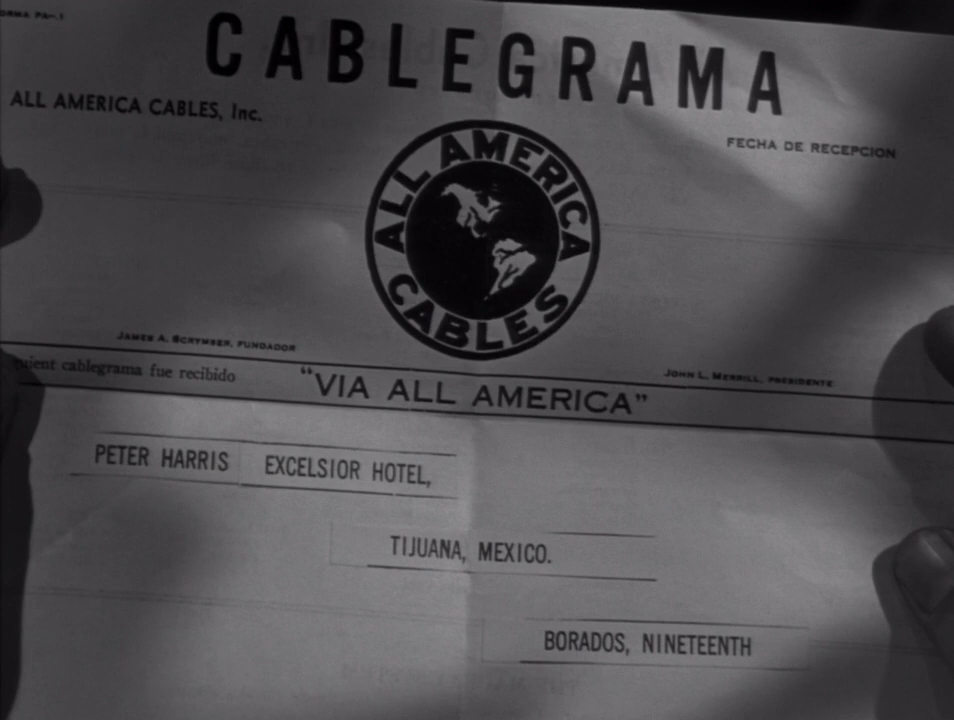 CABLEGRAMA
ALL AMERICA CABLES, Inc.
FECHA DE RECEPCION
ALL AMERICA CABLES
JAMES A. SCRYMSER, FUNDADOR
JOHN L. MERRILL, PRESIDENTE
cablegrama fue recibido "VIA ALL AMERICA"
PETER HARRIS EXCELSIOR HOTEL,
TIJUANA, MEXICO.
BORADOS, NINETEENTH